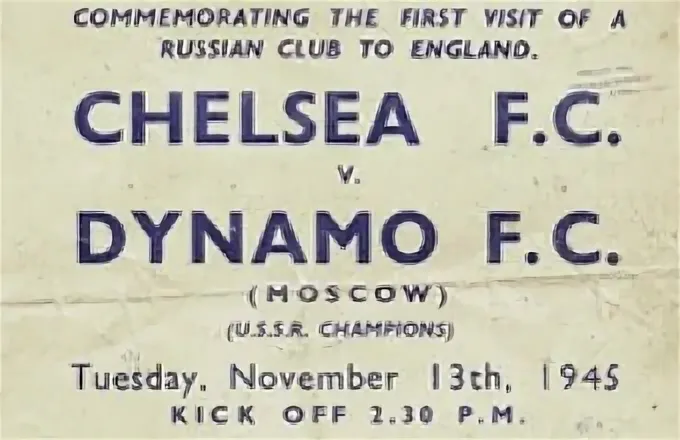 COMMEMORATING THE FIRST VISIT OF A
RUSSIAN CLUB TO ENGLAND.
CHELSEA F.C.
V.
DYNAMO F.C.
(MOSCOW)
(U.S.S.R. CHAMPIONS)
Tuesday, November 13th, 1945
KICK OFF 2.30 P.M.